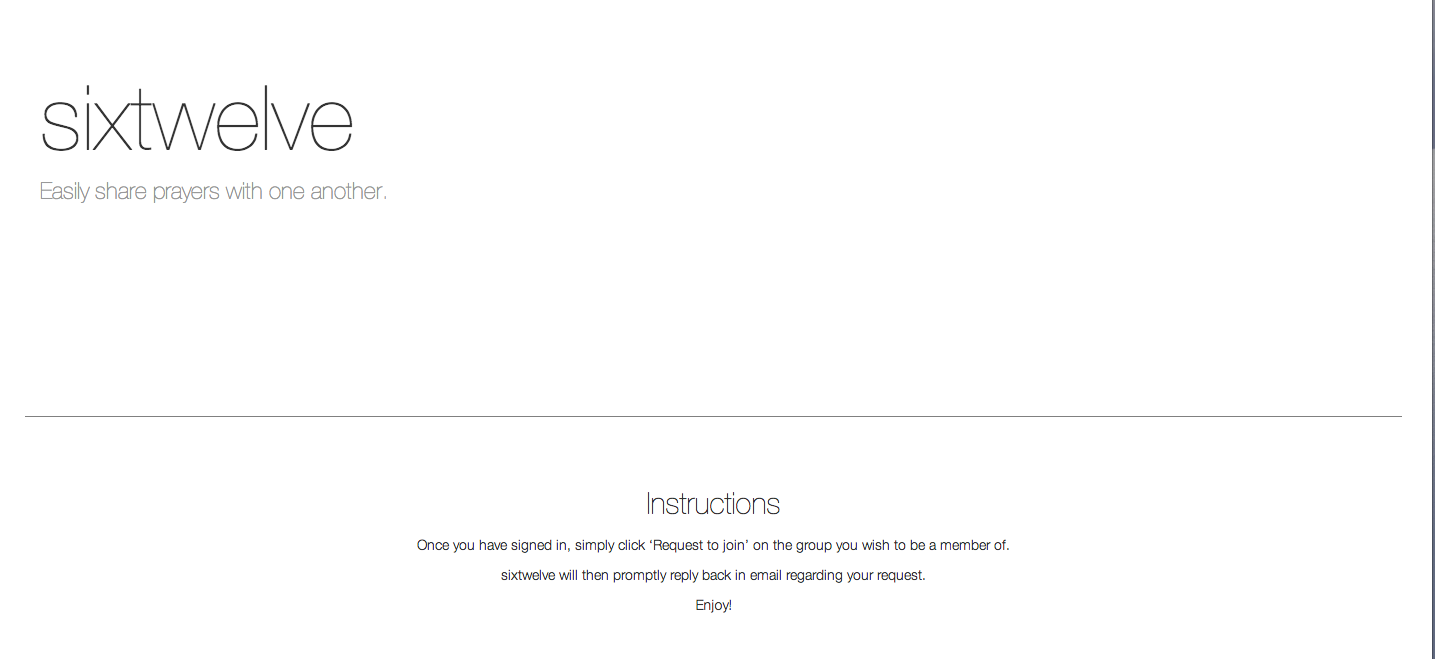 sixtwelve
Easily share prayers with one another.
Instructions
Once you have signed in, simply click ‘Request to join’ on the group you wish to be a member of.
sixtwelve will then promptly reply back in email regarding your request.
Enjoy!